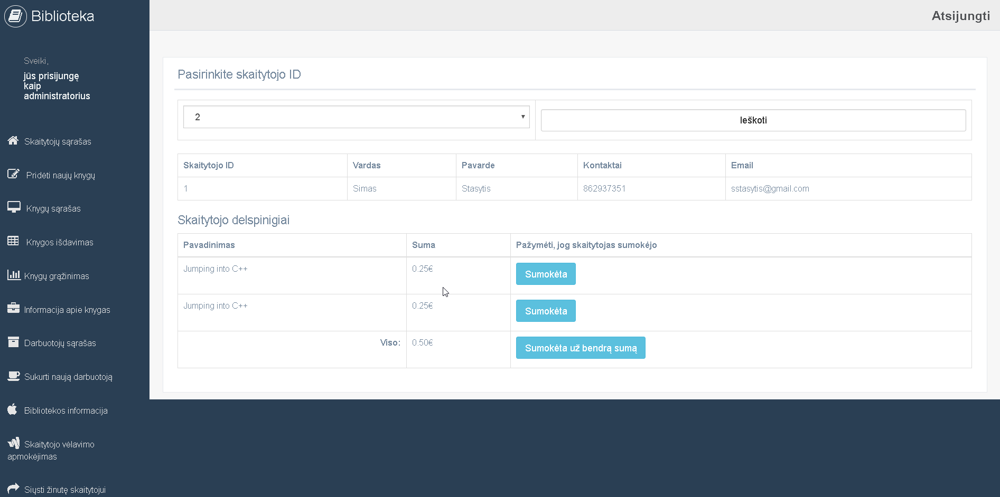 Biblioteka
Atsijungti
Sveiki,
jūs prisijungę
kaip
administratorius
Skaitytojų sąrašas
Pridėti naujų knygų
Knygų sąrašas
Knygos išdavimas
Knygų grąžinimas
Informacija apie knygas
Darbuotojų sąrašas
Sukurti naują darbuotoją
Bibliotekos informacija
Skaitytojo vėlavimo
apmokėjimas
Siųsti žinutę skaitytojui
Pasirinkite skaitytojo ID
2 Ieškoti
Skaitytojo ID Vardas Pavarde Kontaktai Email
1 Simas Stasytis 862937351 sstasytis@gmail.com
Skaitytojo delspinigiai
Pavadinimas Suma Pažymėti, jog skaitytojas sumokėjo
Jumping into C++ 0.25€ Sumokėta
Jumping into C++ 0.25€ Sumokėta
Viso: 0.50€ Sumokėta už bendrą sumą